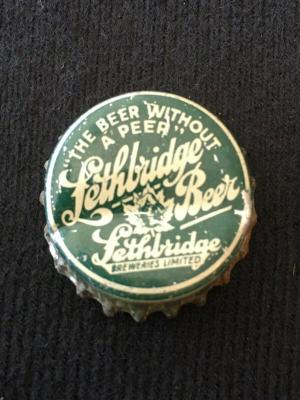 "THE BEER WITHOUT
A PEER"
Lethbridge
Beer
Lethbridge
BREWERIES LIMITED